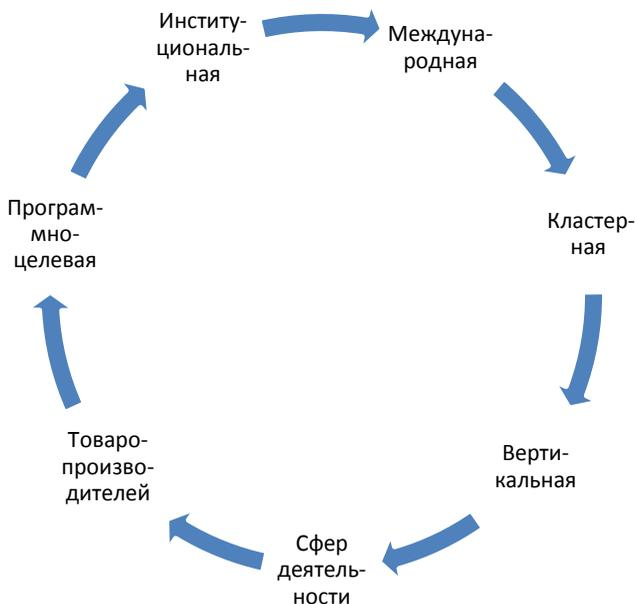 Институ-
циональ-
ная
Междуна-
родная
Кластер-
ная
Верти-
кальная
Сфер
деятель-
ности
Товаро-
произво-
дителей
Програм-
мно-
целевая